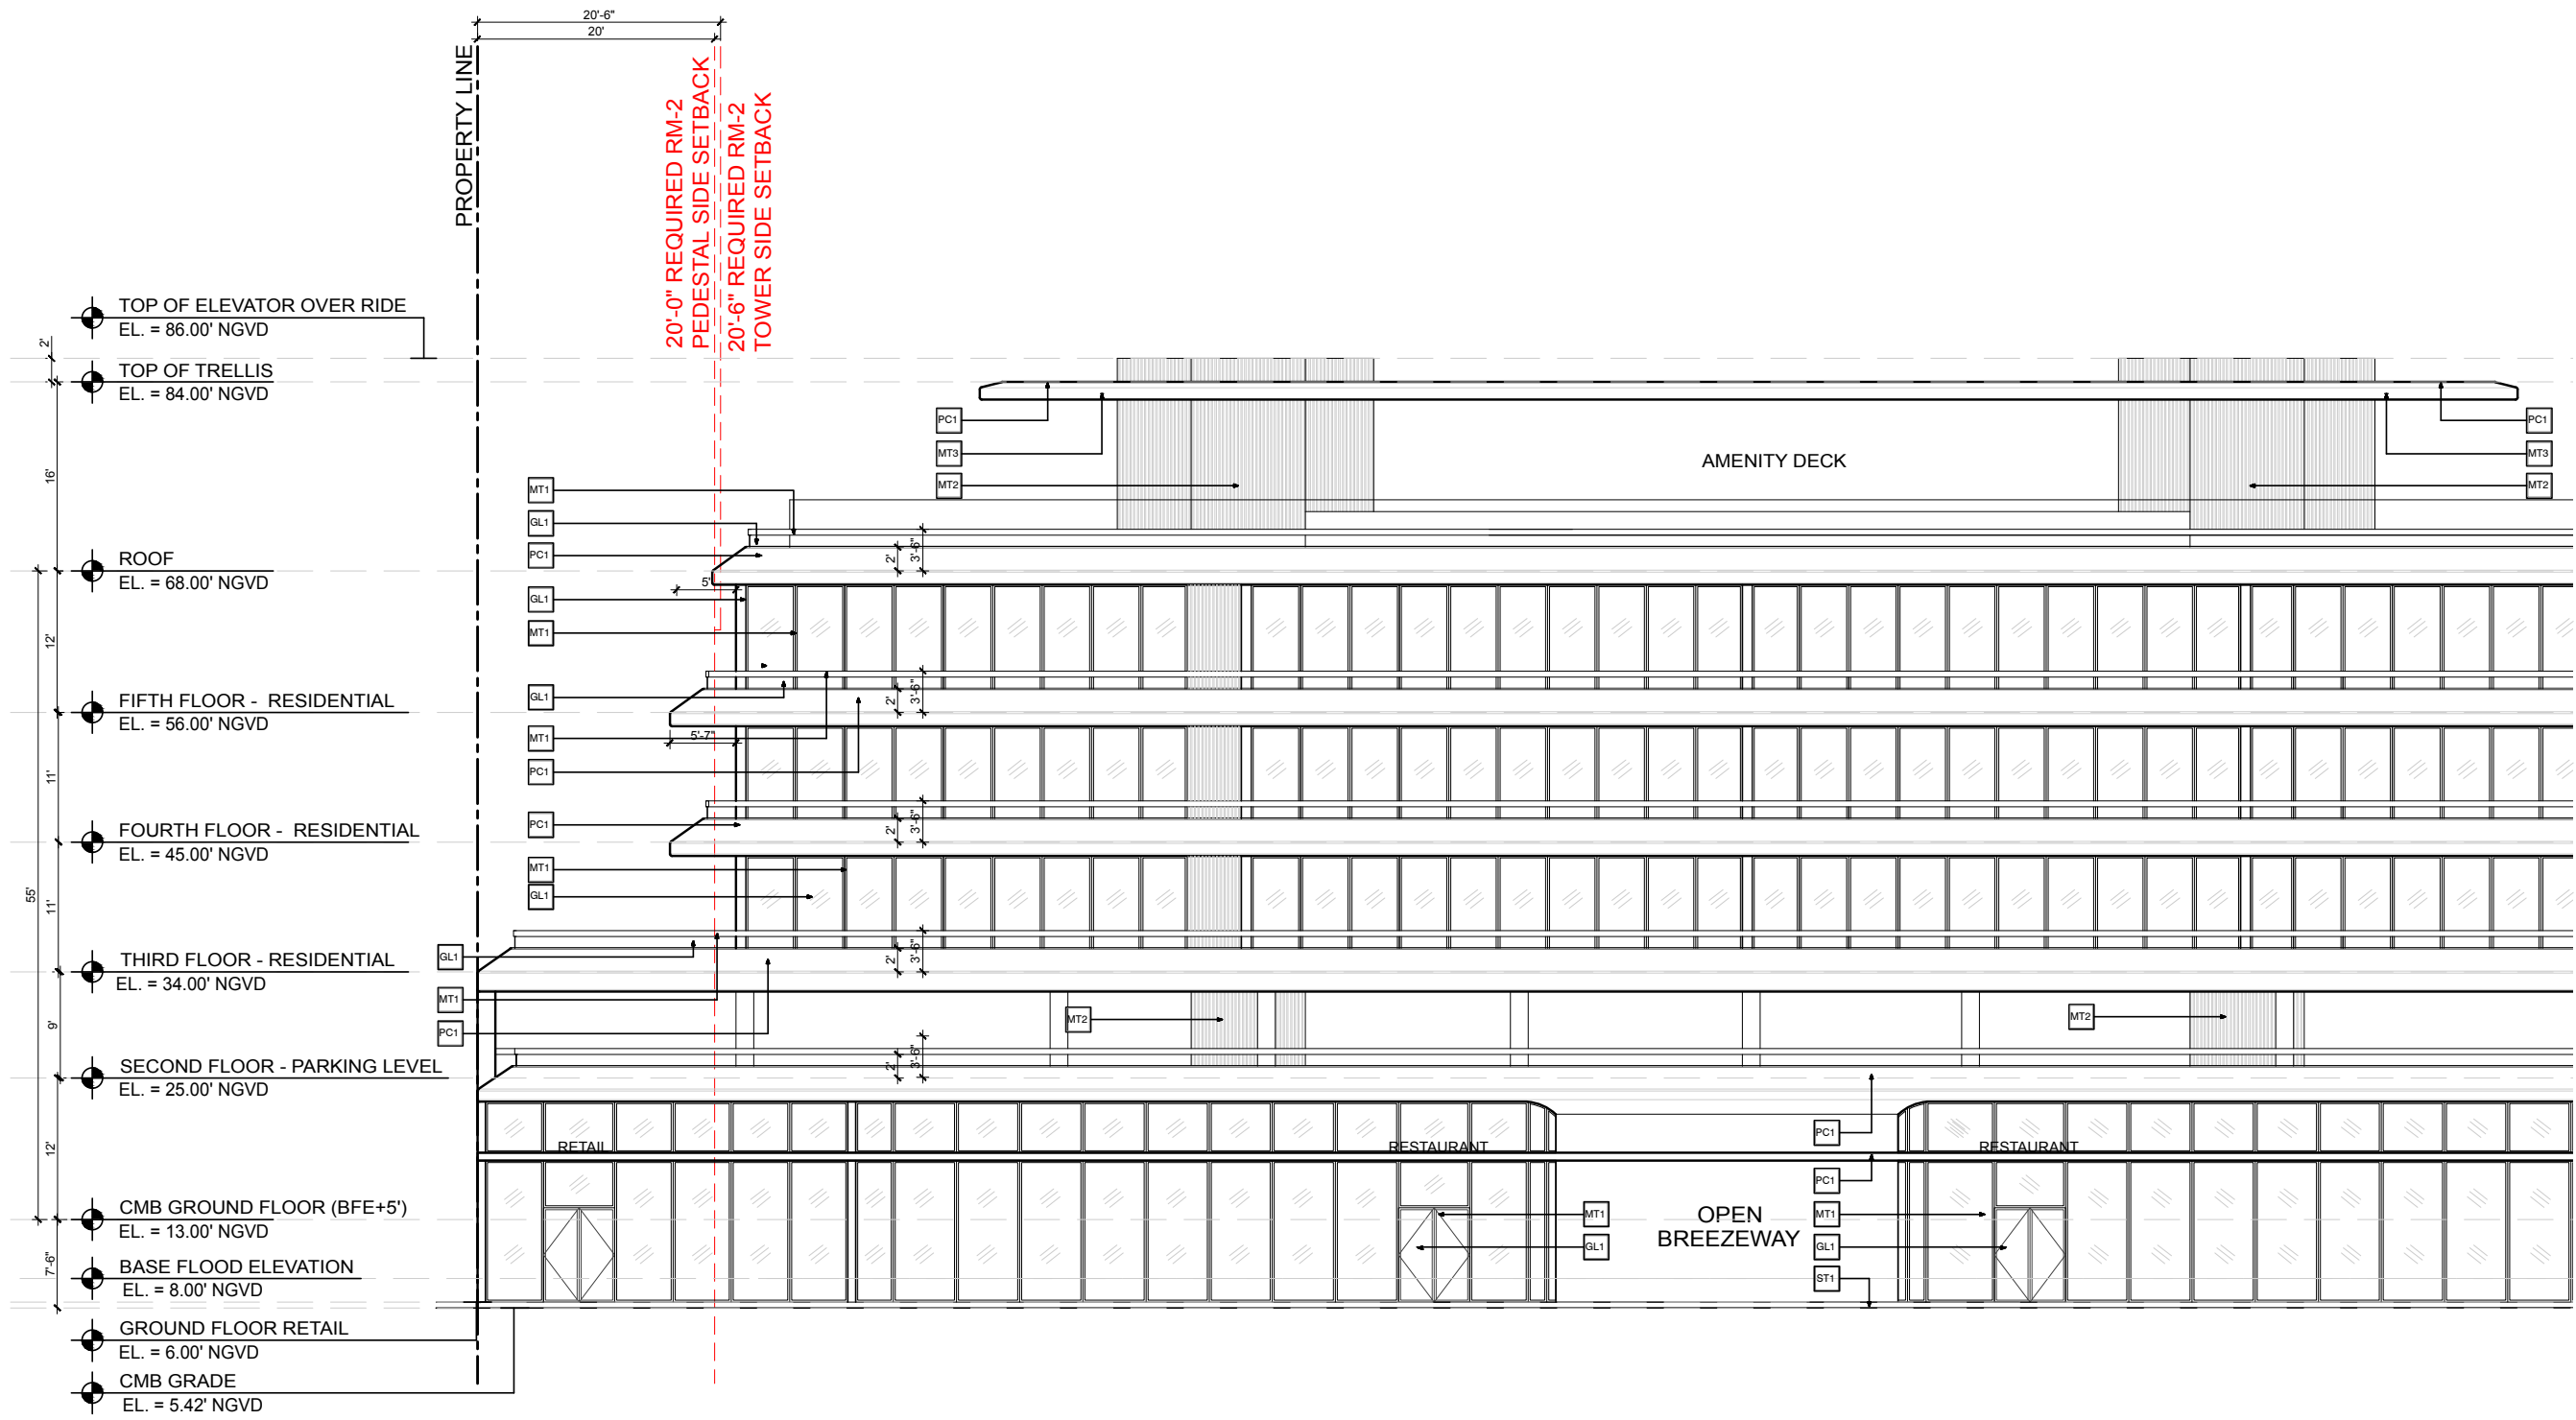 20'-6"
20'
PROPERTY LINE
20'-0" REQUIRED RM-2
PEDESTAL SIDE SETBACK
20'-6" REQUIRED RM-2
TOWER SIDE SETBACK
TOP OF ELEVATOR OVER RIDE
EL. = 86.00' NGVD
2'
TOP OF TRELLIS
EL. = 84.00' NGVD
16'
PC1
MT3
MT2
AMENITY DECK
PC1
MT3
MT2
MT1
GL1
PC1
2'
3'-6"
ROOF
EL. = 68.00' NGVD
5'
GL1
MT1
12'
GL1
2'
3'-6"
FIFTH FLOOR - RESIDENTIAL
EL. = 56.00' NGVD
5'-7"
MT1
PC1
11'
PC1
2'
3'-6"
FOURTH FLOOR - RESIDENTIAL
EL. = 45.00' NGVD
MT1
GL1
55'
11'
GL1
2'
3'-6"
THIRD FLOOR - RESIDENTIAL
EL. = 34.00' NGVD
MT1
PC1
MT2
MT2
9'
2'
3'-6"
SECOND FLOOR - PARKING LEVEL
EL. = 25.00' NGVD
12'
RETAIL
RESTAURANT
PC1
RESTAURANT
PC1
CMB GROUND FLOOR (BFE+5')
EL. = 13.00' NGVD
MT1
GL1
OPEN
BREEZEWAY
MT1
GL1
ST1
7'-6"
BASE FLOOD ELEVATION
EL. = 8.00' NGVD
GROUND FLOOR RETAIL
EL. = 6.00' NGVD
CMB GRADE
EL. = 5.42' NGVD